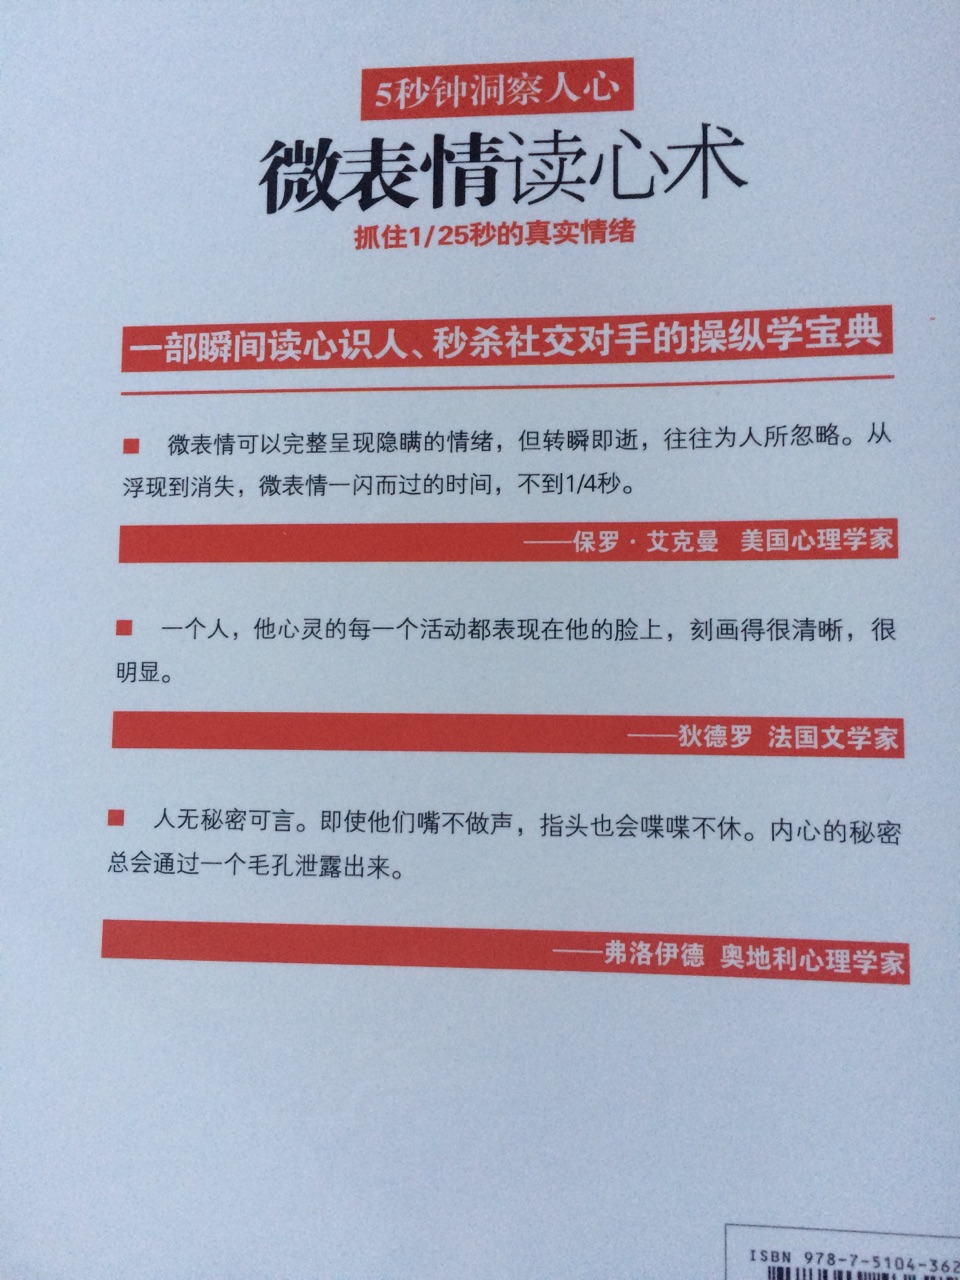 5秒钟洞察人心
微表情读心术
抓住1/25秒的真实情绪
一部瞬间读心识人、秒杀社交对手的操纵学宝典
■ 微表情可以完整呈现隐瞒的情绪，但转瞬即逝，往往为人所忽略。从
浮现到消失，微表情一闪而过的时间，不到1/4秒。
——保罗·艾克曼 美国心理学家
■ 一个人，他心灵的每一个活动都表现在他的脸上，刻画得很清晰，很
明显。
——狄德罗 法国文学家
■ 人无秘密可言。即使他们嘴不做声，指头也会喋喋不休。内心的秘密
总会通过一个毛孔泄露出来。
——弗洛伊德 奥地利心理学家
ISBN 978-7-5104-362